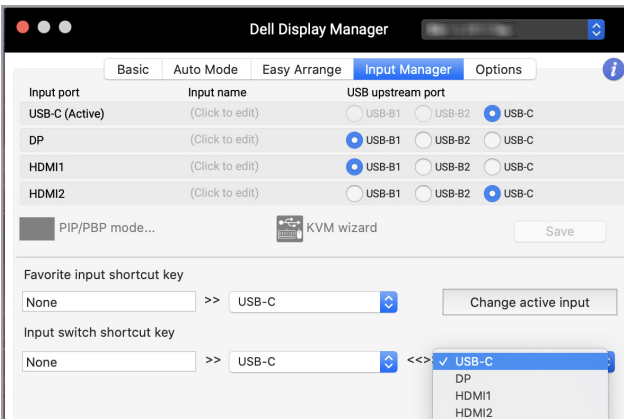 Dell Display Manager
Basic Auto Mode Easy Arrange Input Manager Options i
Input port Input name USB upstream port
USB-C (Active) (Click to edit) USB-B1 USB-B2 USB-C
DP (Click to edit) USB-B1 USB-B2 USB-C
HDMI1 (Click to edit) USB-B1 USB-B2 USB-C
HDMI2 (Click to edit) USB-B1 USB-B2 USB-C
PIP/PBP mode... KVM wizard Save
Favorite input shortcut key
None >> USB-C Change active input
Input switch shortcut key
None >> USB-C <<>> ✓ USB-C
DP
HDMI1
HDMI2